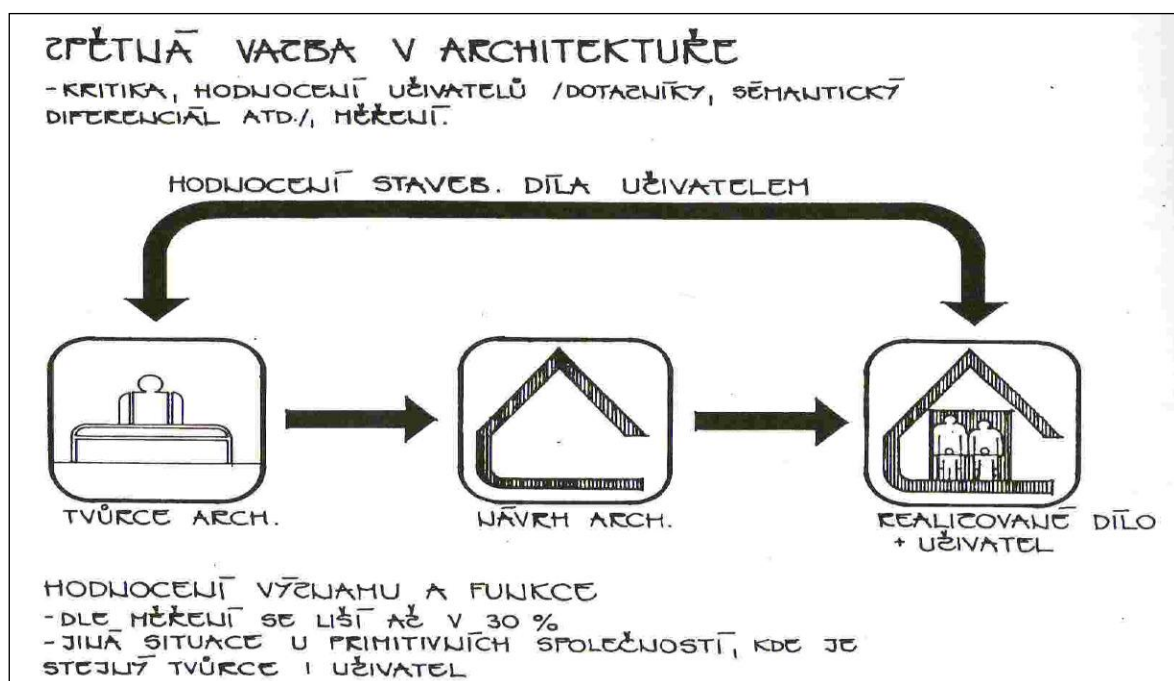 ZPĚTNÁ VAZBA V ARCHITEKTUŘE
-KRITIKA, HODNOCENÍ UŽIVATELŮ /DOTAZNÍKY, SÉMANTICKÝ
DIFERENCIÁL ATD./, MĚŘENÍ.
HODNOCENÍ STAVEB. DÍLA UŽIVATELEM
TVŮRCE ARCH.
NÁVRH ARCH.
REALIZOVANÉ DÍLO
+ UŽIVATEL
HODNOCENÍ VÝZNAMU A FUNKCE
-DLE MĚŘENÍ SE LIŠÍ AŽ V 30 %
-JINÁ SITUACE U PRIMITIVNÍCH SPOLEČNOSTÍ, KDE JE
STEJNÝ TVŮRCE I UŽIVATEL